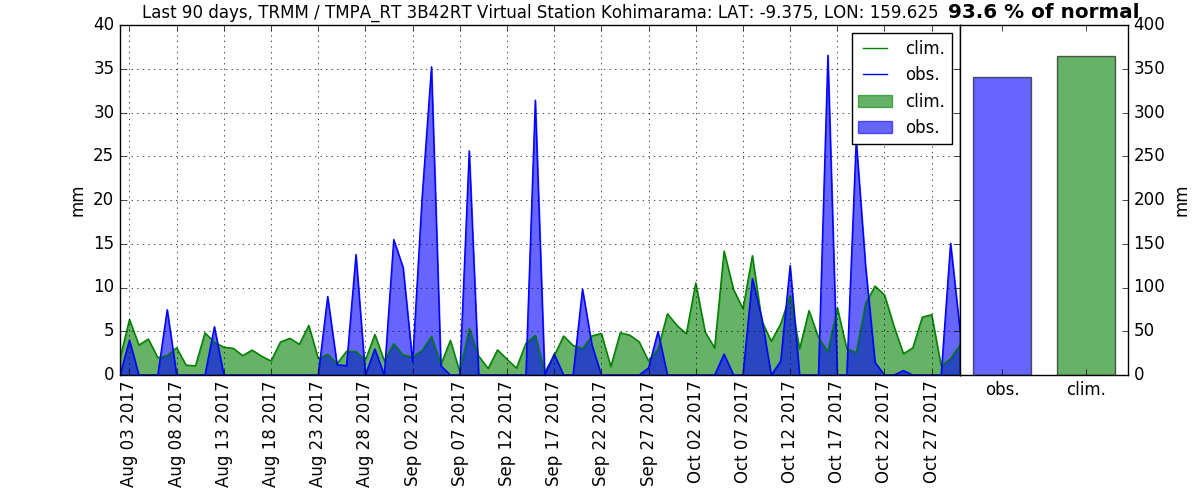 Last 90 days, TRMM / TMPA_RT 3B42RT Virtual Station Kohimarama: LAT: -9.375, LON: 159.625 93.6 % of normal
40
35
30
25
20
15
10
5
0
mm
clim.
obs.
clim.
obs.
400
350
300
250
200
150
100
50
0
mm
Aug 03 2017
Aug 08 2017
Aug 13 2017
Aug 18 2017
Aug 23 2017
Aug 28 2017
Sep 02 2017
Sep 07 2017
Sep 12 2017
Sep 17 2017
Sep 22 2017
Sep 27 2017
Oct 02 2017
Oct 07 2017
Oct 12 2017
Oct 17 2017
Oct 22 2017
Oct 27 2017
obs. clim.